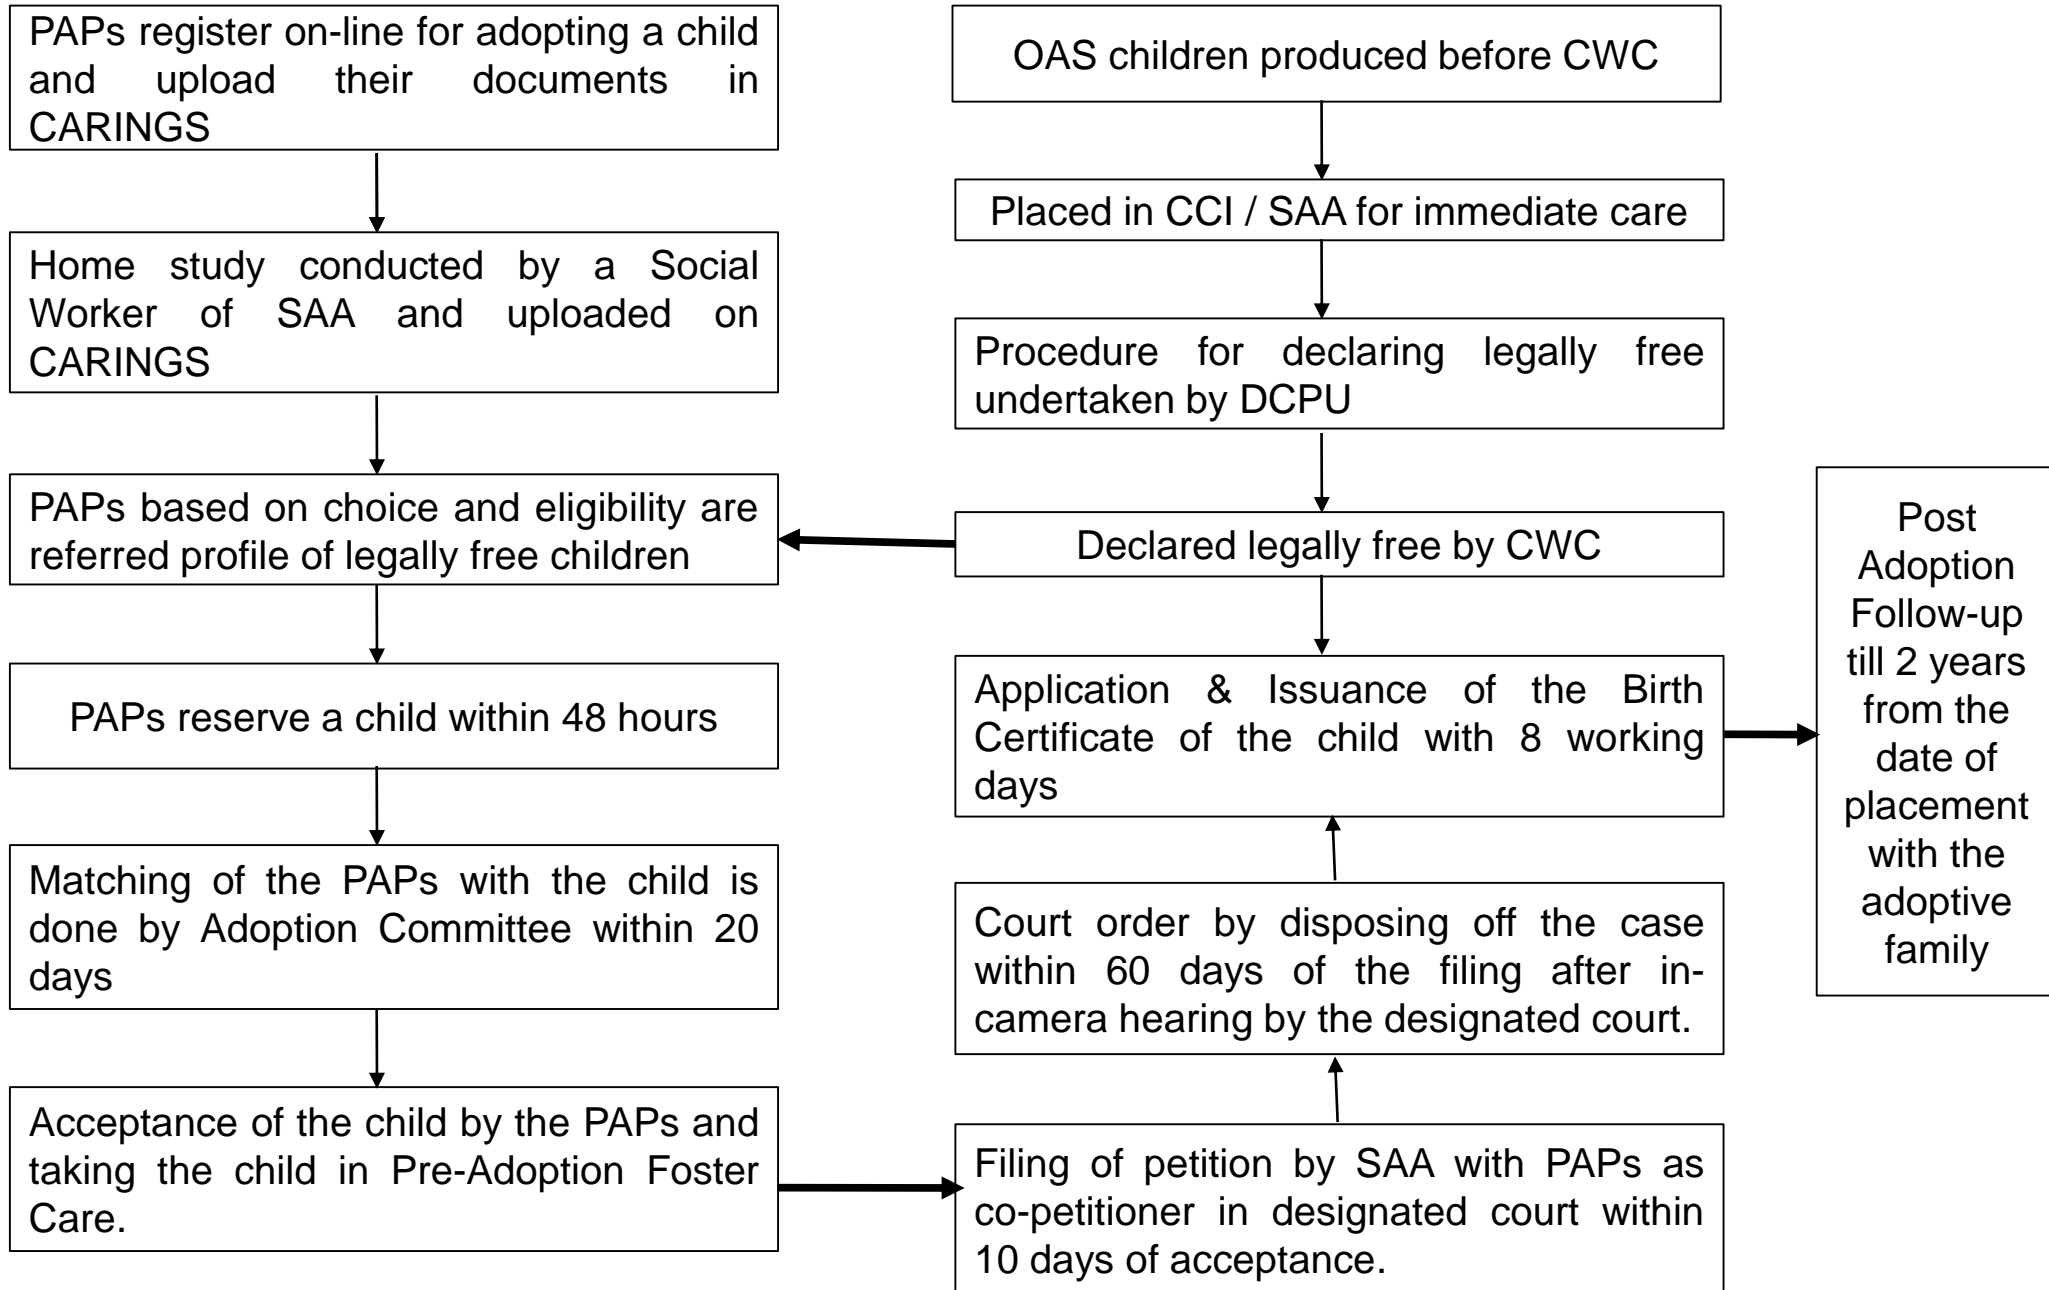 PAPs register on-line for adopting a child
and upload their documents in
CARINGS
Home study conducted by a Social
Worker of SAA and uploaded on
CARINGS
PAPs based on choice and eligibility are
referred profile of legally free children
PAPs reserve a child within 48 hours
Matching of the PAPs with the child is
done by Adoption Committee within 20
days
Acceptance of the child by the PAPs and
taking the child in Pre-Adoption Foster
Care.
OAS children produced before CWC
Placed in CCI / SAA for immediate care
Procedure for declaring legally free
undertaken by DCPU
Declared legally free by CWC
Application & Issuance of the Birth
Certificate of the child with 8 working
days
Court order by disposing off the case
within 60 days of the filing after in-
camera hearing by the designated court.
Filing of petition by SAA with PAPs as
co-petitioner in designated court within
10 days of acceptance.
Post
Adoption
Follow-up
till 2 years
from the
date of
placement
with the
adoptive
family